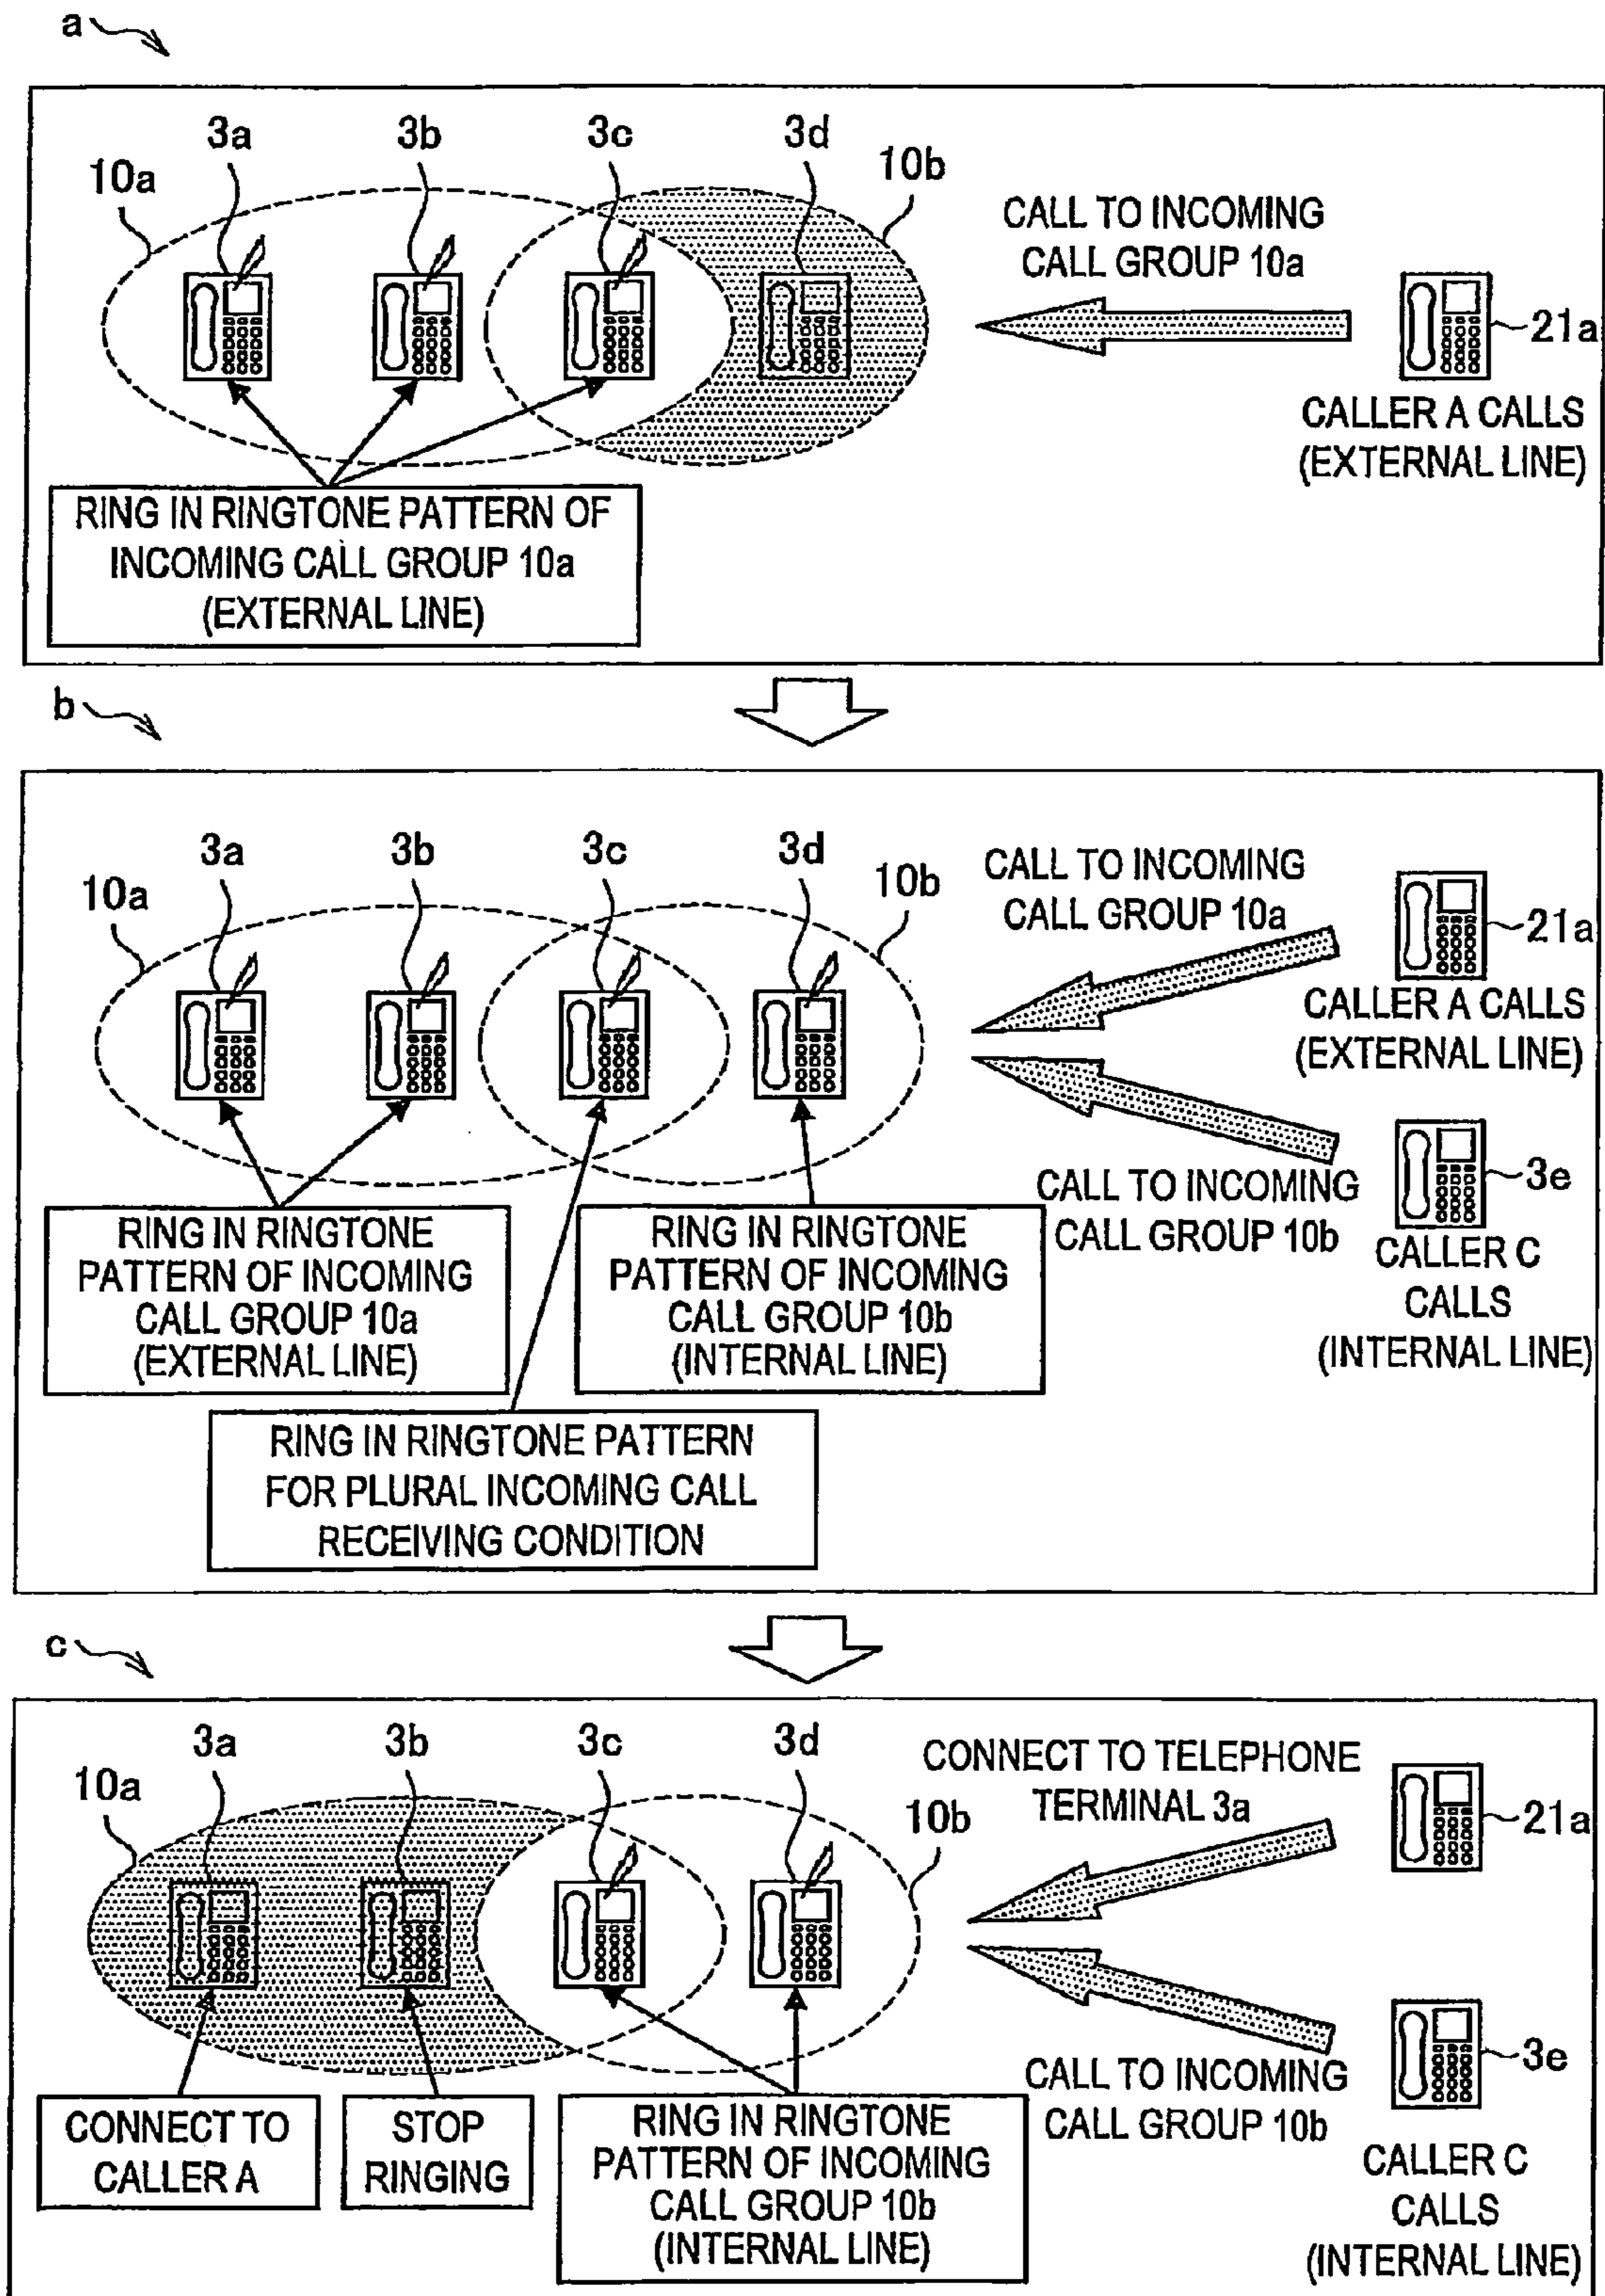 a
3a
3b
3c
3d
10a
10b
CALL TO INCOMING
CALL GROUP 10a
21a
CALLER A CALLS
(EXTERNAL LINE)
RING IN RINGTONE PATTERN OF
INCOMING CALL GROUP 10a
(EXTERNAL LINE)
b
3a
3b
3c
3d
10a
10b
CALL TO INCOMING
CALL GROUP 10a
21a
CALLER A CALLS
(EXTERNAL LINE)
3e
CALL TO INCOMING
CALL GROUP 10b
CALLER C
CALLS
(INTERNAL LINE)
RING IN RINGTONE
PATTERN OF INCOMING
CALL GROUP 10a
(EXTERNAL LINE)
RING IN RINGTONE
PATTERN OF INCOMING
CALL GROUP 10b
(INTERNAL LINE)
RING IN RINGTONE PATTERN
FOR PLURAL INCOMING CALL
RECEIVING CONDITION
c
3a
3b
3c
3d
10a
10b
CONNECT TO TELEPHONE
TERMINAL 3a
21a
3e
CALL TO INCOMING
CALL GROUP 10b
CALLER C
CALLS
(INTERNAL LINE)
CONNECT TO
CALLER A
STOP
RINGING
RING IN RINGTONE
PATTERN OF INCOMING
CALL GROUP 10b
(INTERNAL LINE)